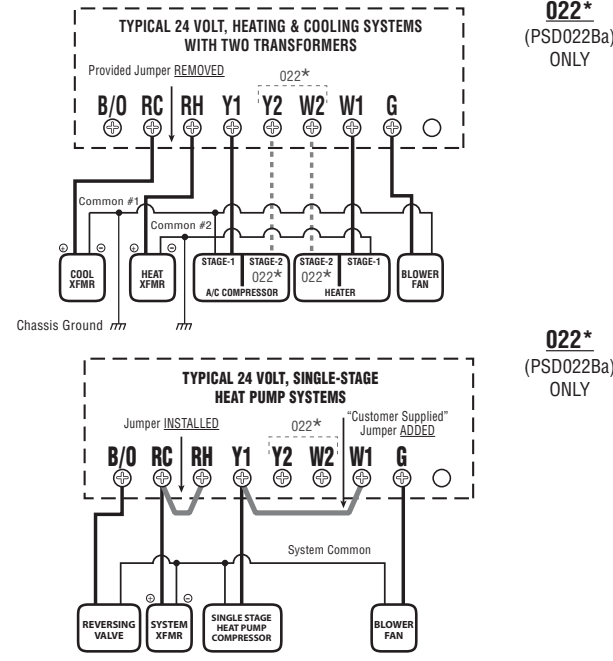 TYPICAL 24 VOLT, HEATING & COOLING SYSTEMS
WITH TWO TRANSFORMERS
022*
(PSD022Ba)
ONLY
Provided Jumper REMOVED
022*
B/O RC RH Y1 Y2 W2 W1 G
Common #1
Common #2
+ − + −
COOL
XFMR
HEAT
XFMR
STAGE-1 STAGE-2
022*
A/C COMPRESSOR
STAGE-2 STAGE-1
022*
HEATER
BLOWER
FAN
Chassis Ground
TYPICAL 24 VOLT, SINGLE-STAGE
HEAT PUMP SYSTEMS
022*
(PSD022Ba)
ONLY
Jumper INSTALLED
022*
“Customer Supplied”
Jumper ADDED
B/O RC RH Y1 Y2 W2 W1 G
System Common
+ −
REVERSING
VALVE
SYSTEM
XFMR
SINGLE STAGE
HEAT PUMP
COMPRESSOR
BLOWER
FAN